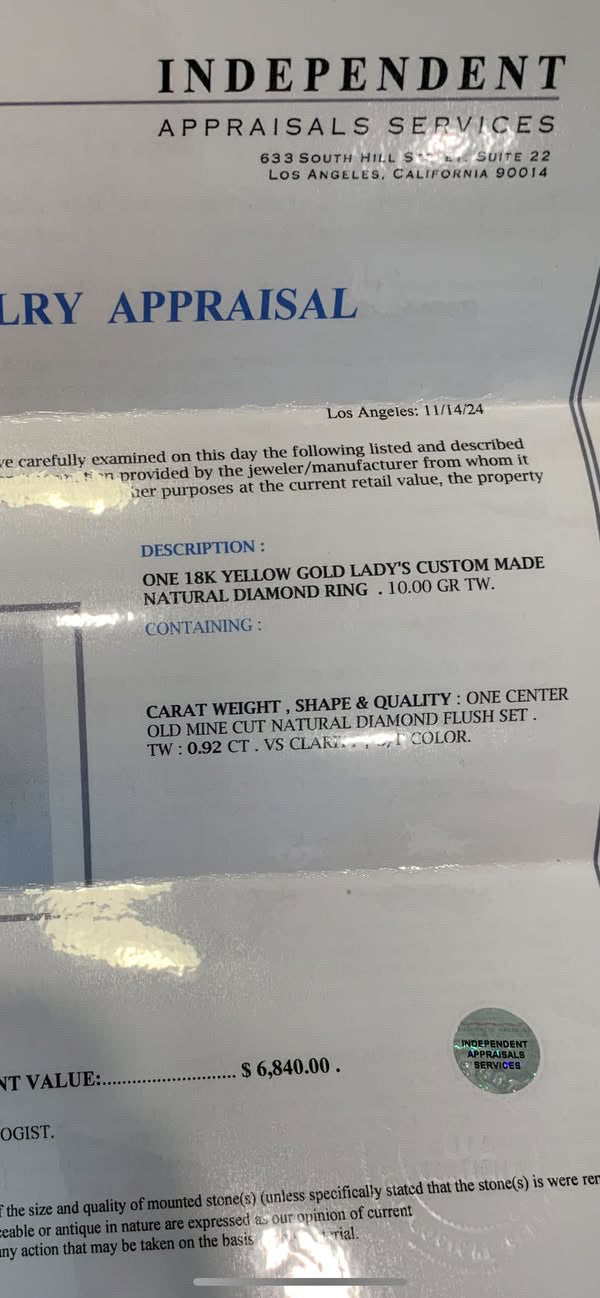 INDEPENDENT
APPRAISALS SERVICES
633 SOUTH HILL SUITE 22
LOS ANGELES, CALIFORNIA 90014
LRY APPRAISAL
Los Angeles: 11/14/24
ve carefully examined on this day the following listed and described
provided by the jeweler/manufacturer from whom it
her purposes at the current retail value, the property
DESCRIPTION :
ONE 18K YELLOW GOLD LADY'S CUSTOM MADE
NATURAL DIAMOND RING . 10.00 GR TW.
CONTAINING :
CARAT WEIGHT , SHAPE & QUALITY : ONE CENTER
OLD MINE CUT NATURAL DIAMOND FLUSH SET .
TW : 0.92 CT . VS COLOR.
NT VALUE:........................... $ 6,840.00 .
INDEPENDENT
APPRAISALS
SERVICES
OGIST.
f the size and quality of mounted stone(s) (unless specifically stated that the stone(s) is were rem
ceable or antique in nature are expressed as our opinion of current
any action that may be taken on the basis